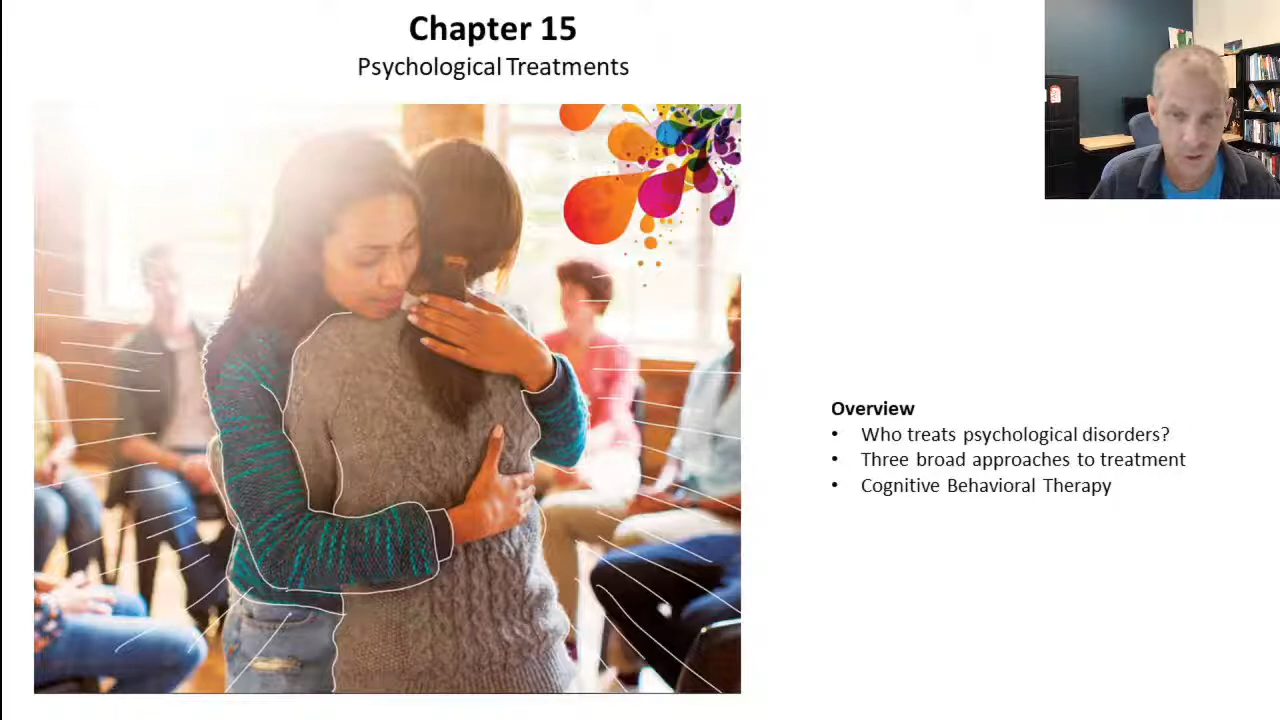 Chapter 15
Psychological Treatments
Overview
• Who treats psychological disorders?
• Three broad approaches to treatment
• Cognitive Behavioral Therapy